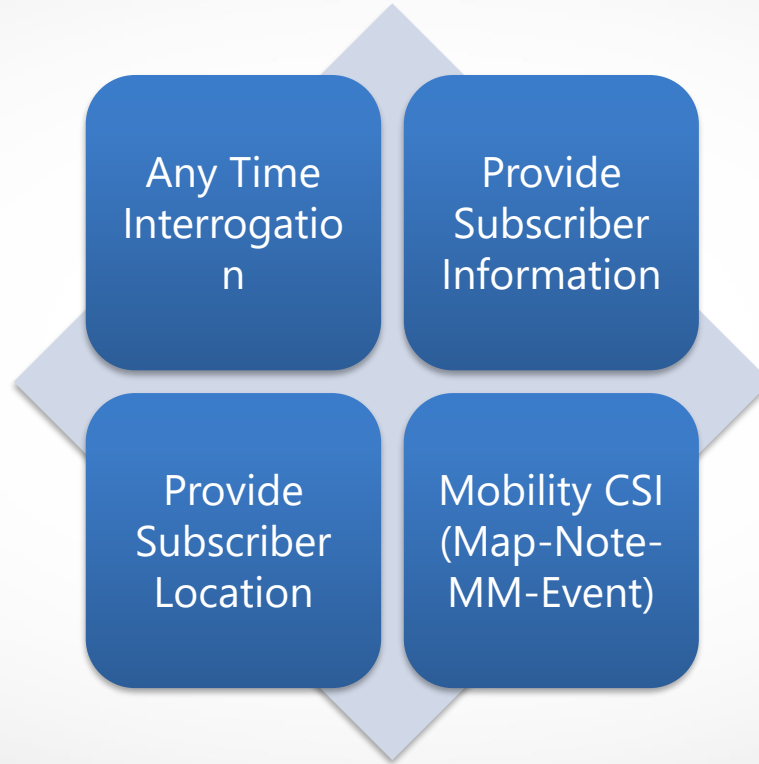 Any Time
Interrogatio
n
Provide
Subscriber
Information
Provide
Subscriber
Location
Mobility CSI
(Map-Note-
MM-Event)